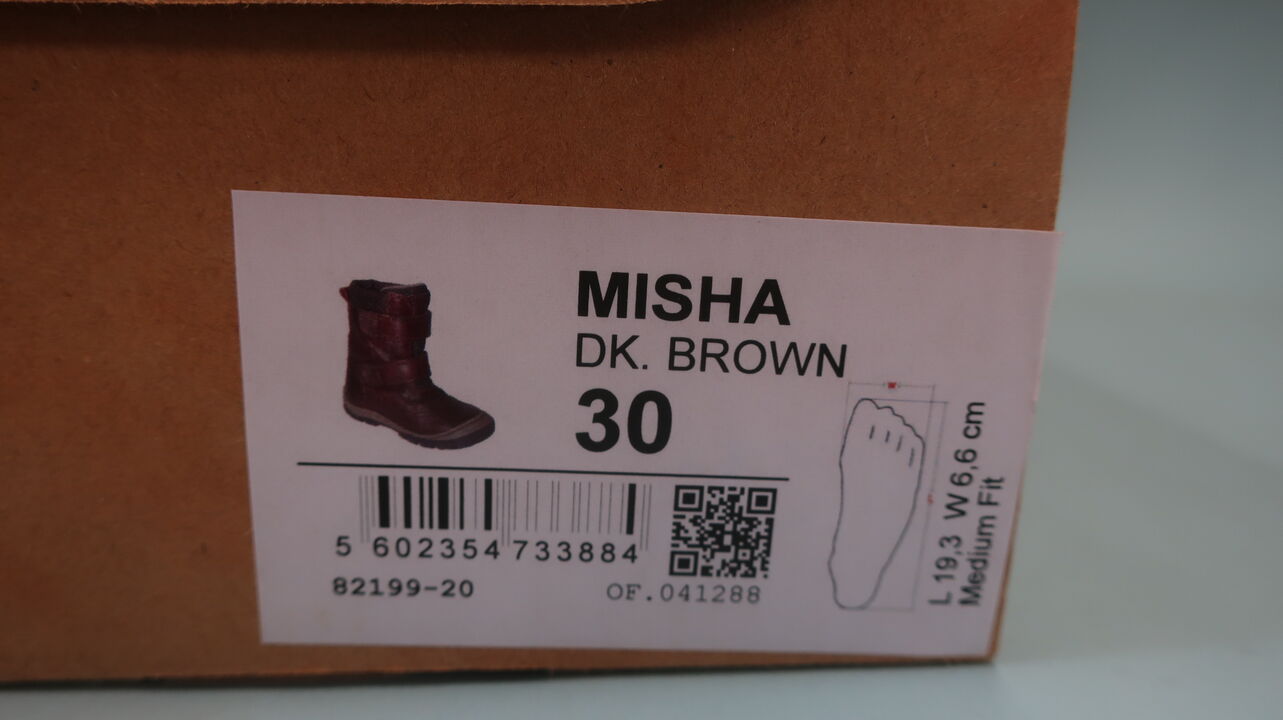 MISHA
DK. BROWN
30
5 602354 733884
82199-20
OF.041288
L 19,3 W 6,6 cm
Medium Fit